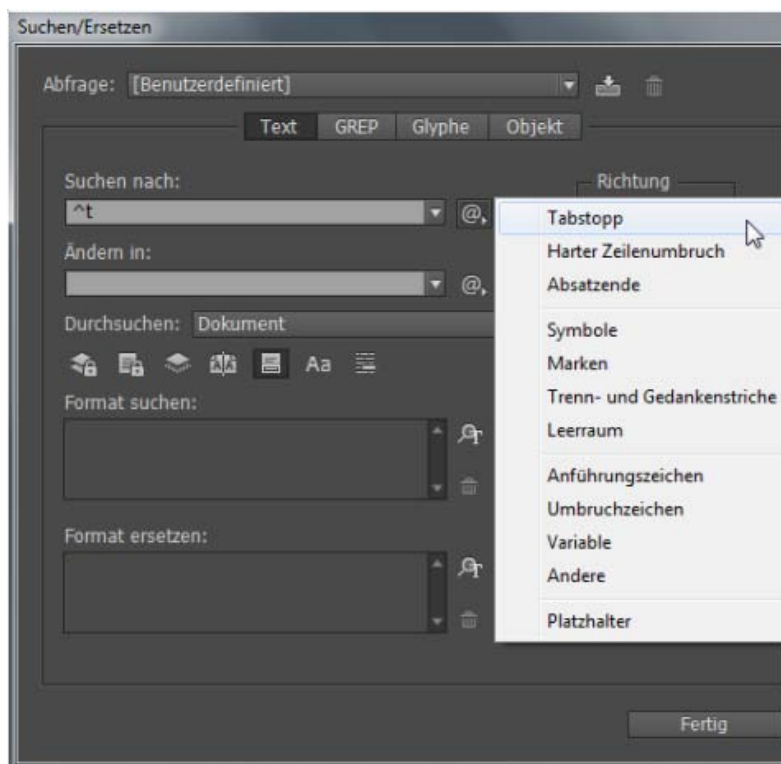 Suchen/Ersetzen
Abfrage: [Benutzerdefiniert]
Text GREP Glyphe Objekt
Suchen nach:
Richtung
^t
@
Ändern in:
@
Durchsuchen: Dokument
Aa
Format suchen:
Format ersetzen:
Tabstopp
Harter Zeilenumbruch
Absatzende
Symbole
Marken
Trenn- und Gedankenstriche
Leerraum
Anführungszeichen
Umbruchzeichen
Variable
Andere
Platzhalter
Fertig